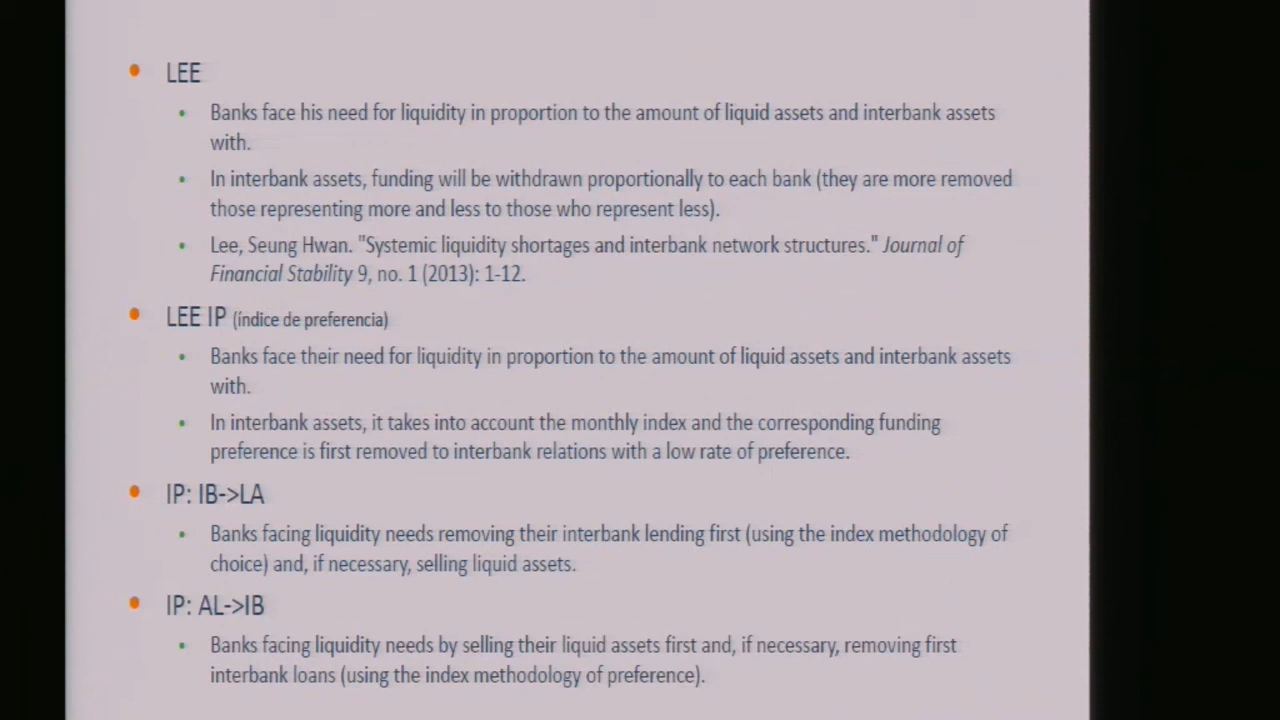 LEE
Banks face his need for liquidity in proportion to the amount of liquid assets and interbank assets
with.
In interbank assets, funding will be withdrawn proportionally to each bank (they are more removed
those representing more and less to those who represent less).
Lee, Seung Hwan. "Systemic liquidity shortages and interbank network structures." Journal of
Financial Stability 9, no. 1 (2013): 1-12.
LEE IP (índice de preferencia)
Banks face their need for liquidity in proportion to the amount of liquid assets and interbank assets
with.
In interbank assets, it takes into account the monthly index and the corresponding funding
preference is first removed to interbank relations with a low rate of preference.
IP: IB->LA
Banks facing liquidity needs removing their interbank lending first (using the index methodology of
choice) and, if necessary, selling liquid assets.
IP: AL->IB
Banks facing liquidity needs by selling their liquid assets first and, if necessary, removing first
interbank loans (using the index methodology of preference).